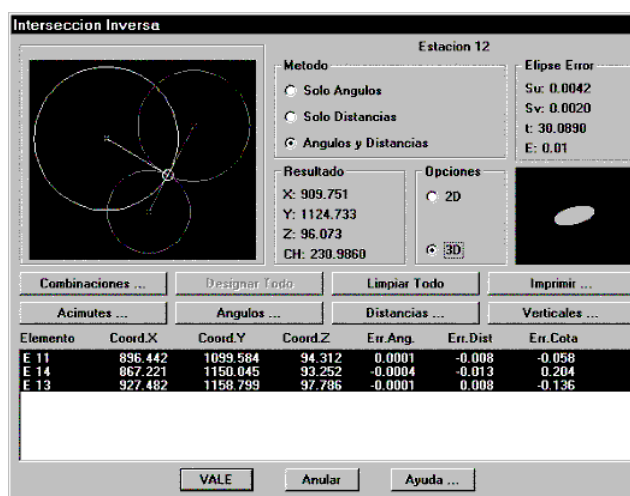 Interseccion Inversa
Estacion 12
Metodo
Solo Angulos
Solo Distancias
Angulos y Distancias
Elipse Error
Su: 0.0042
Sv: 0.0020
t: 30.0890
E: 0.01
Resultado
X: 909.751
Y: 1124.733
Z: 96.073
CH: 230.9860
Opciones
2D
3D
Combinaciones ... Designar Todo Limpiar Todo Imprimir ...
Acimutes ... Angulos ... Distancias ... Verticales ...
Elemento Coord.X Coord.Y Coord.Z Err.Ang. Err.Dist Err.Cota
E 11 896.442 1099.584 94.312 0.0001 -0.008 -0.058
E 14 867.221 1150.045 93.252 -0.0004 -0.013 0.204
E 13 927.482 1158.799 97.786 -0.0001 0.008 -0.136
VALE Anular Ayuda ...